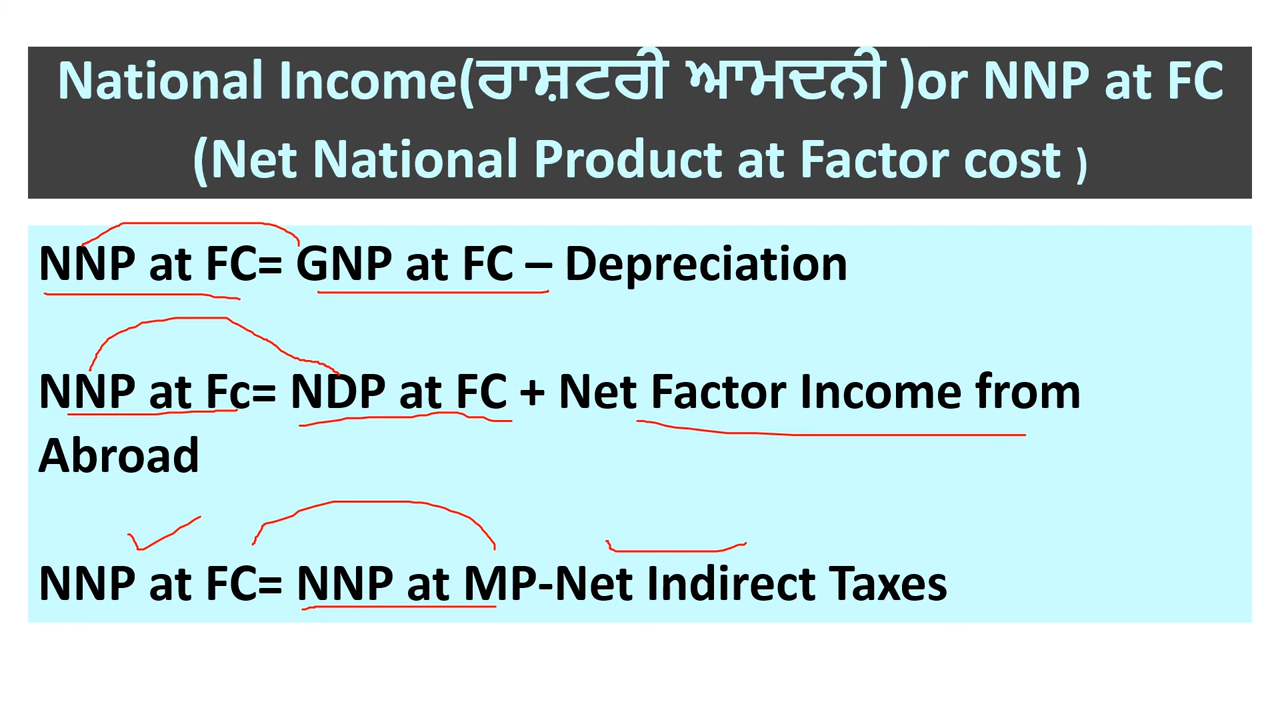 National Income(ਰਾਸ਼ਟਰੀ ਆਮਦਨੀ )or NNP at FC
(Net National Product at Factor cost )
NNP at FC= GNP at FC – Depreciation
NNP at Fc= NDP at FC + Net Factor Income from
Abroad
NNP at FC= NNP at MP-Net Indirect Taxes